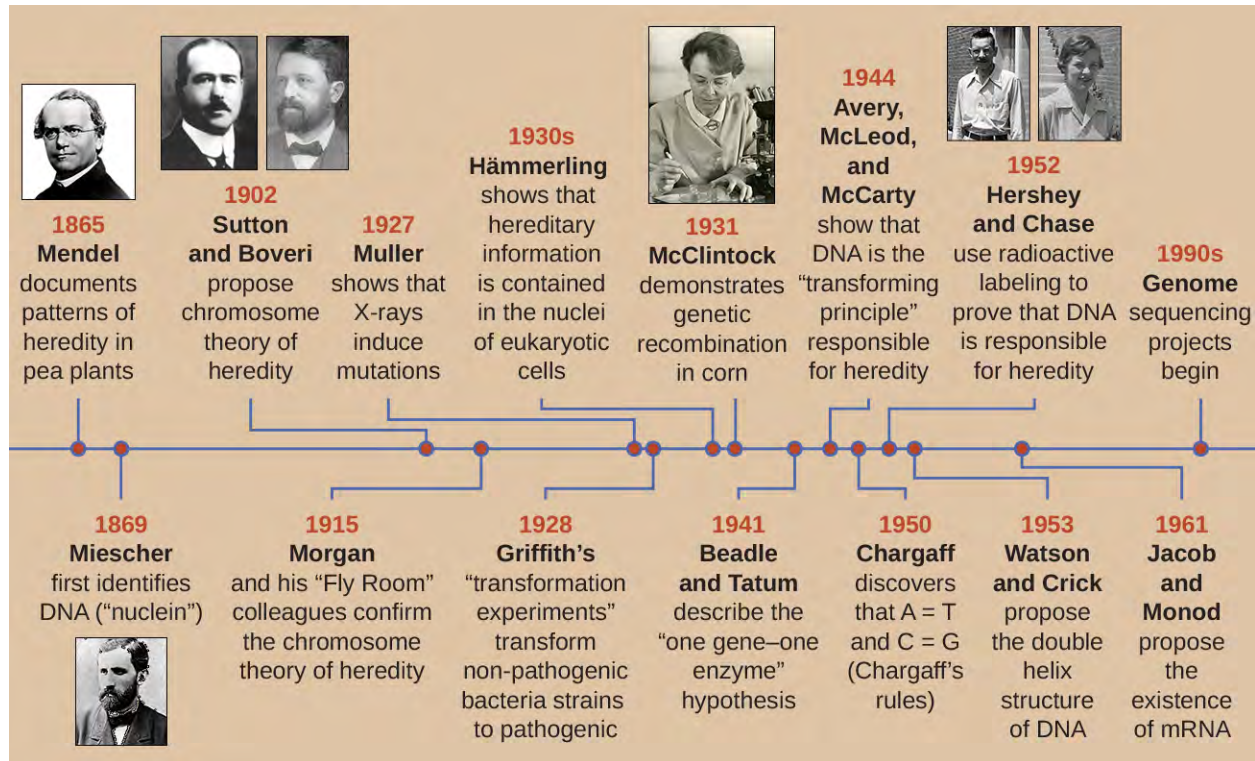 1865
Mendel
documents
patterns of
heredity in
pea plants
1902
Sutton
and Boveri
propose
chromosome
theory of
heredity
1927
Muller
shows that
X-rays
induce
mutations
1930s
Hämmerling
shows that
hereditary
information
is contained
in the nuclei
of eukaryotic
cells
1931
McClintock
demonstrates
genetic
recombination
in corn
1944
Avery,
McLeod,
and
McCarty
show that
DNA is the
“transforming
principle”
responsible
for heredity
1952
Hershey
and Chase
use radioactive
labeling to
prove that DNA
is responsible
for heredity
1990s
Genome
sequencing
projects
begin
1869
Miescher
first identifies
DNA (“nuclein”)
1915
Morgan
and his “Fly Room”
colleagues confirm
the chromosome
theory of heredity
1928
Griffith’s
“transformation
experiments”
transform
non-pathogenic
bacteria strains
to pathogenic
1941
Beadle
and Tatum
describe the
“one gene–one
enzyme”
hypothesis
1950
Chargaff
discovers
that A = T
and C = G
(Chargaff’s
rules)
1953
Watson
and Crick
propose
the double
helix
structure
of DNA
1961
Jacob
and
Monod
propose
the
existence
of mRNA